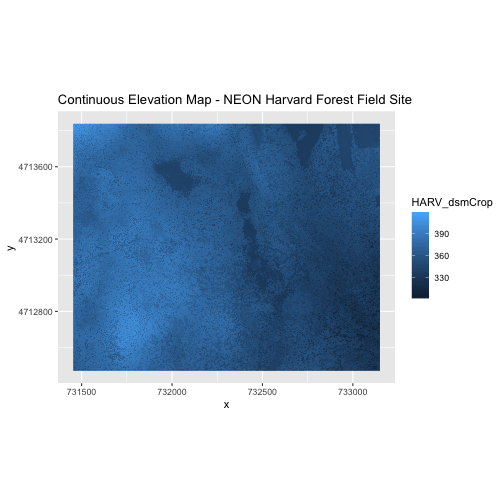 Continuous Elevation Map - NEON Harvard Forest Field Site
4713600
4713200
4712800
y
731500
732000
732500
733000
x
HARV_dsmCrop
390
360
330